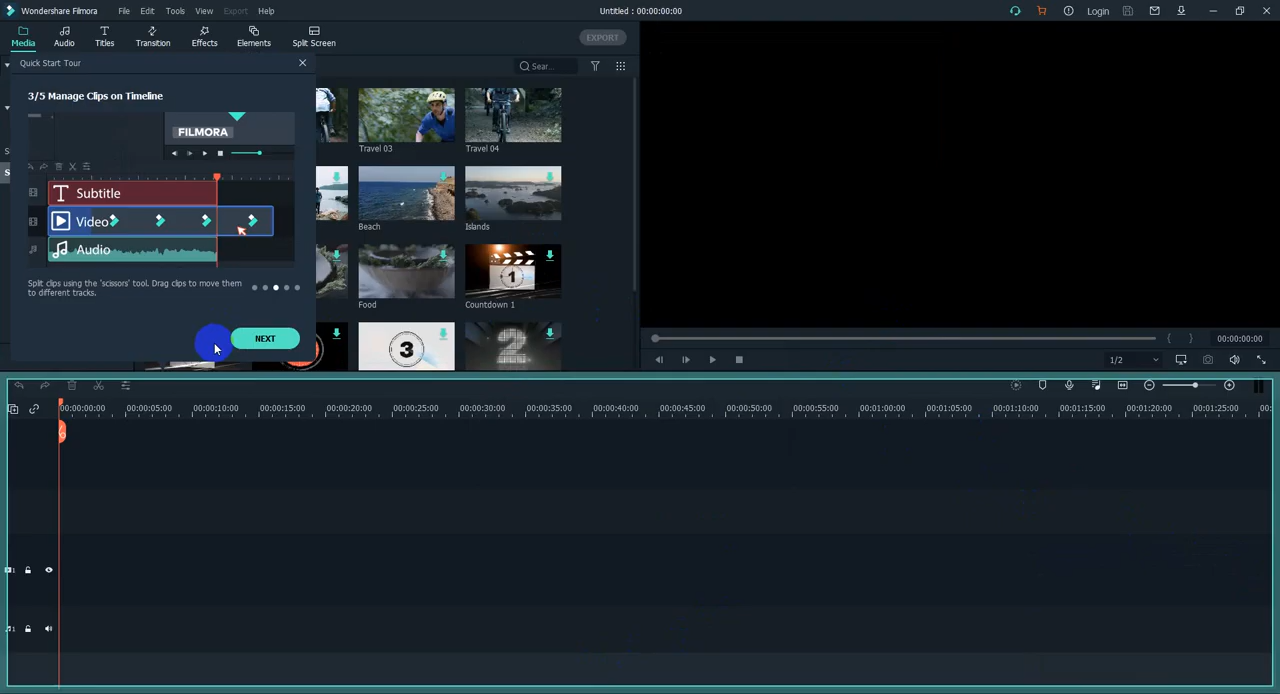 Wondershare Filmora File Edit Tools View Export Help Untitled : 00:00:00:00 Login
Media Audio Titles Transition Effects Elements Split Screen EXPORT
Quick Start Tour
Sear...
3/5 Manage Clips on Timeline
FILMORA
Subtitle
Video
Audio
Split clips using the 'scissors' tool. Drag clips to move them
to different tracks.
NEXT
Travel 03 Travel 04
Beach Islands
Food Countdown 1
1
3
2
00:00:00:00
1/2
00:00:00:00 00:00:05:00 00:00:10:00 00:00:15:00 00:00:20:00 00:00:25:00 00:00:30:00 00:00:35:00 00:00:40:00 00:00:45:00 00:00:50:00 00:00:55:00 00:01:00:00 00:01:05:00 00:01:10:00 00:01:15:00 00:01:20:00 00:01:25:00 00:
1
1